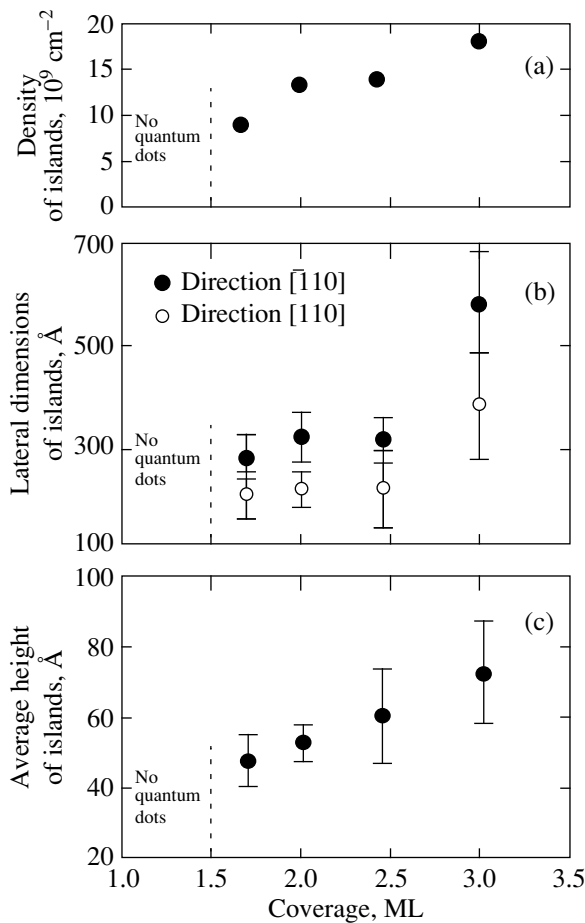 20
15
10
5
0
Density
of islands, 10⁹ cm⁻²
No
quantum
dots
(a)
700
500
300
100
Lateral dimensions
of islands, Å
Direction [1̄10]
Direction [110]
(b)
No
quantum
dots
100
80
60
40
20
Average height
of islands, Å
(c)
No
quantum
dots
1.0 1.5 2.0 2.5 3.0 3.5
Coverage, ML